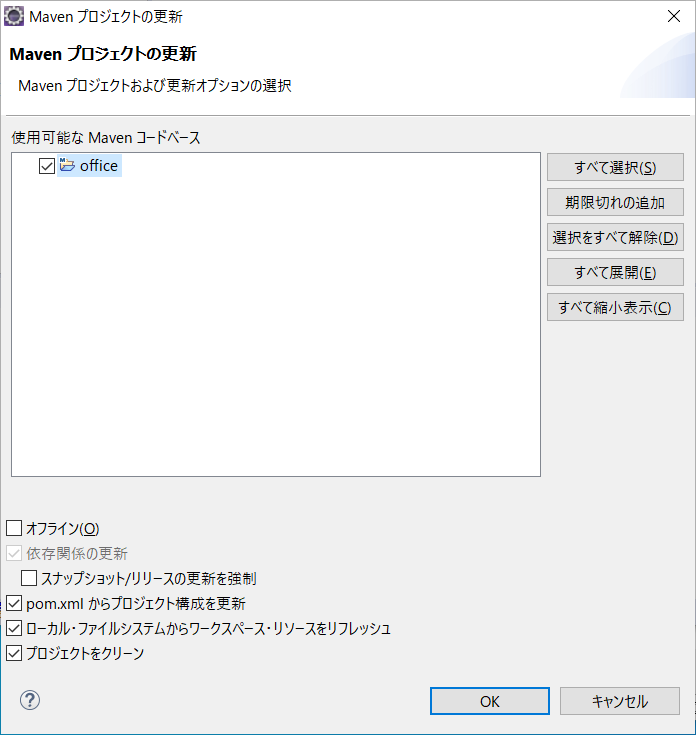 Maven プロジェクトの更新
Maven プロジェクトの更新
Maven プロジェクトおよび更新オプションの選択
使用可能な Maven コードベース
office
すべて選択(S)
期限切れの追加
選択をすべて解除(D)
すべて展開(E)
すべて縮小表示(C)
オフライン(O)
依存関係の更新
スナップショット/リリースの更新を強制
pom.xml からプロジェクト構成を更新
ローカル・ファイルシステムからワークスペース・リソースをリフレッシュ
プロジェクトをクリーン
OK
キャンセル